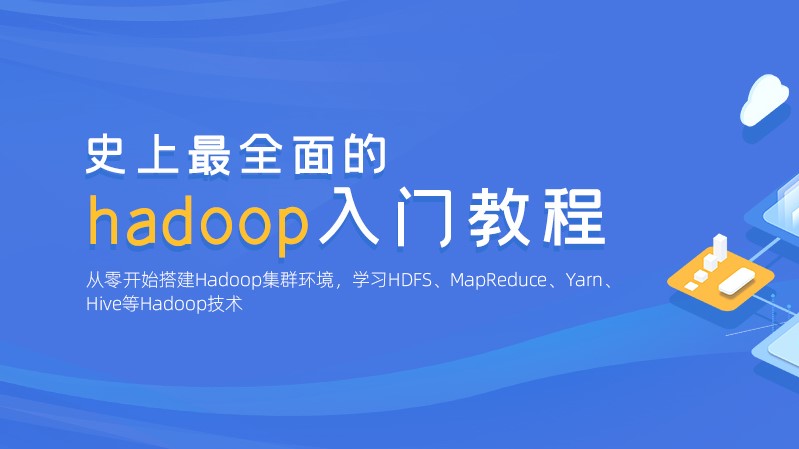 史上最全面的
hadoop入门教程
从零开始搭建Hadoop集群环境，学习HDFS、MapReduce、Yarn、
Hive等Hadoop技术